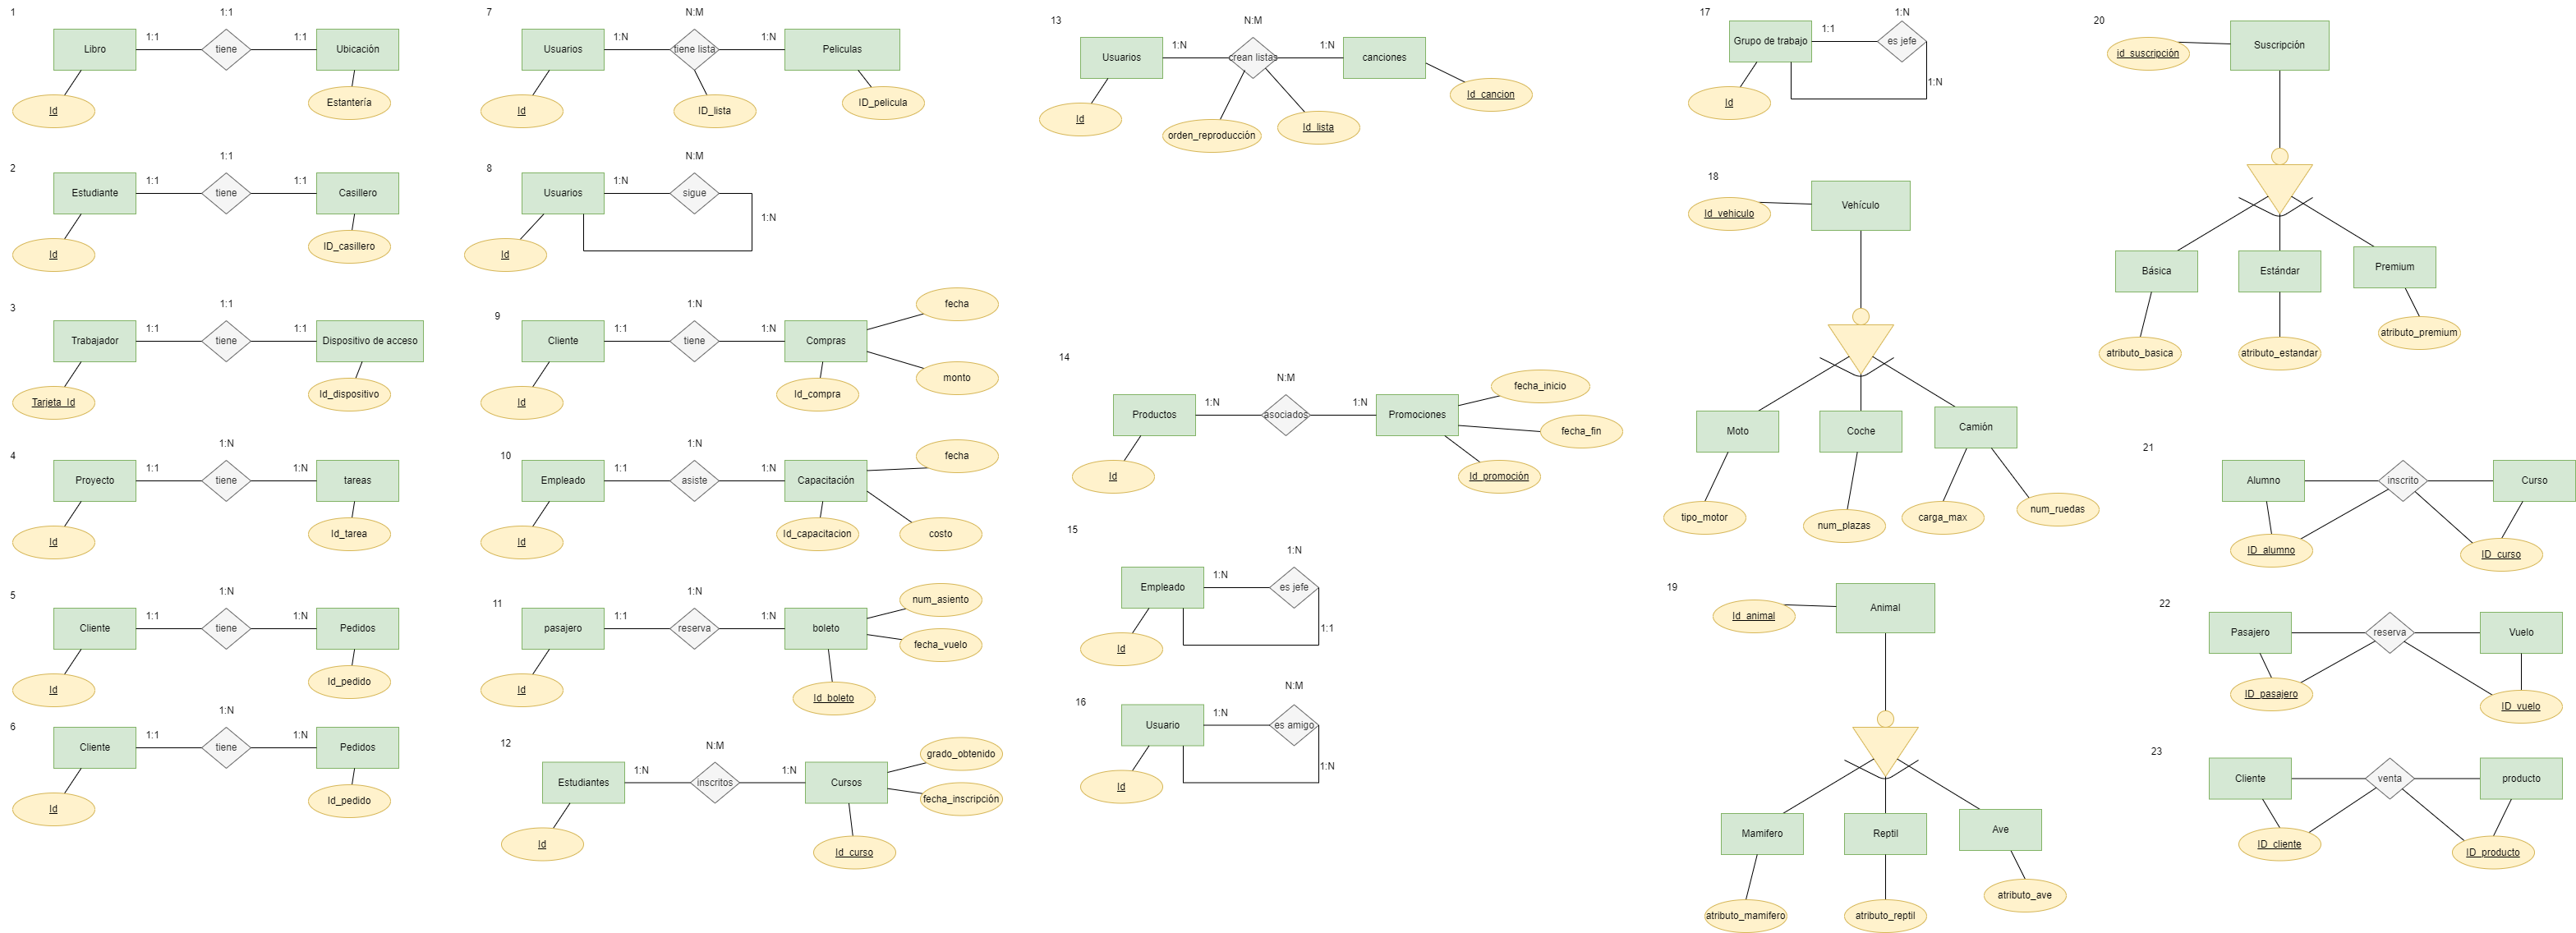 1
1:1
Libro
1:1
tiene
1:1
Ubicación
Id
Estantería
2
1:1
Estudiante
1:1
tiene
1:1
Casillero
Id
ID_casillero
3
1:1
Trabajador
1:1
tiene
1:1
Dispositivo de acceso
Tarjeta_Id
Id_dispositivo
4
1:N
Proyecto
1:1
tiene
1:N
tareas
Id
Id_tarea
5
1:N
Cliente
1:1
tiene
1:N
Pedidos
Id
Id_pedido
6
1:N
Cliente
1:1
tiene
1:N
Pedidos
Id
Id_pedido
7
N:M
Usuarios
1:N
tiene lista
1:N
Peliculas
Id
ID_lista
ID_pelicula
8
N:M
Usuarios
1:N
sigue
1:N
Id
9
1:N
Cliente
1:1
tiene
1:N
Compras
fecha
monto
Id
Id_compra
10
1:N
Empleado
1:1
asiste
1:N
Capacitación
fecha
costo
Id
Id_capacitacion
11
1:N
pasajero
1:1
reserva
1:N
boleto
num_asiento
fecha_vuelo
Id
Id_boleto
12
N:M
Estudiantes
1:N
inscritos
1:N
Cursos
grado_obtenido
fecha_inscripción
Id
Id_curso
13
N:M
Usuarios
1:N
crean listas
1:N
canciones
Id
orden_reproducción
Id_lista
Id_cancion
14
N:M
Productos
1:N
asociados
1:N
Promociones
fecha_inicio
fecha_fin
Id
Id_promoción
15
1:N
Empleado
1:N
es jefe
1:1
Id
16
N:M
Usuario
1:N
es amigo
1:N
Id
17
1:N
Grupo de trabajo
1:1
es jefe
1:N
Id
18
Vehículo
Id_vehiculo
Moto
Coche
Camión
tipo_motor
num_plazas
carga_max
num_ruedas
19
Animal
Id_animal
Mamifero
Reptil
Ave
atributo_mamifero
atributo_reptil
atributo_ave
20
Suscripción
id_suscripción
Básica
Estándar
Premium
atributo_basica
atributo_estandar
atributo_premium
21
Alumno
inscrito
Curso
ID_alumno
ID_curso
22
Pasajero
reserva
Vuelo
ID_pasajero
ID_vuelo
23
Cliente
venta
producto
ID_cliente
ID_producto